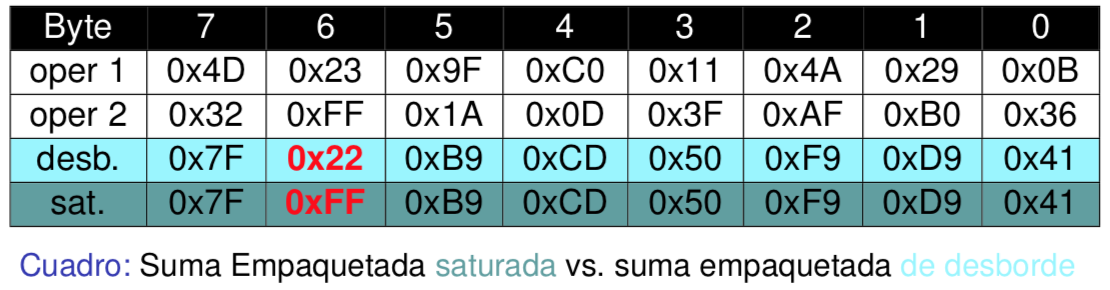 Byte 7 6 5 4 3 2 1 0
oper 1 0x4D 0x23 0x9F 0xC0 0x11 0x4A 0x29 0x0B
oper 2 0x32 0xFF 0x1A 0x0D 0x3F 0xAF 0xB0 0x36
desb. 0x7F 0x22 0xB9 0xCD 0x50 0xF9 0xD9 0x41
sat. 0x7F 0xFF 0xB9 0xCD 0x50 0xF9 0xD9 0x41
Cuadro: Suma Empaquetada saturada vs. suma empaquetada de desborde